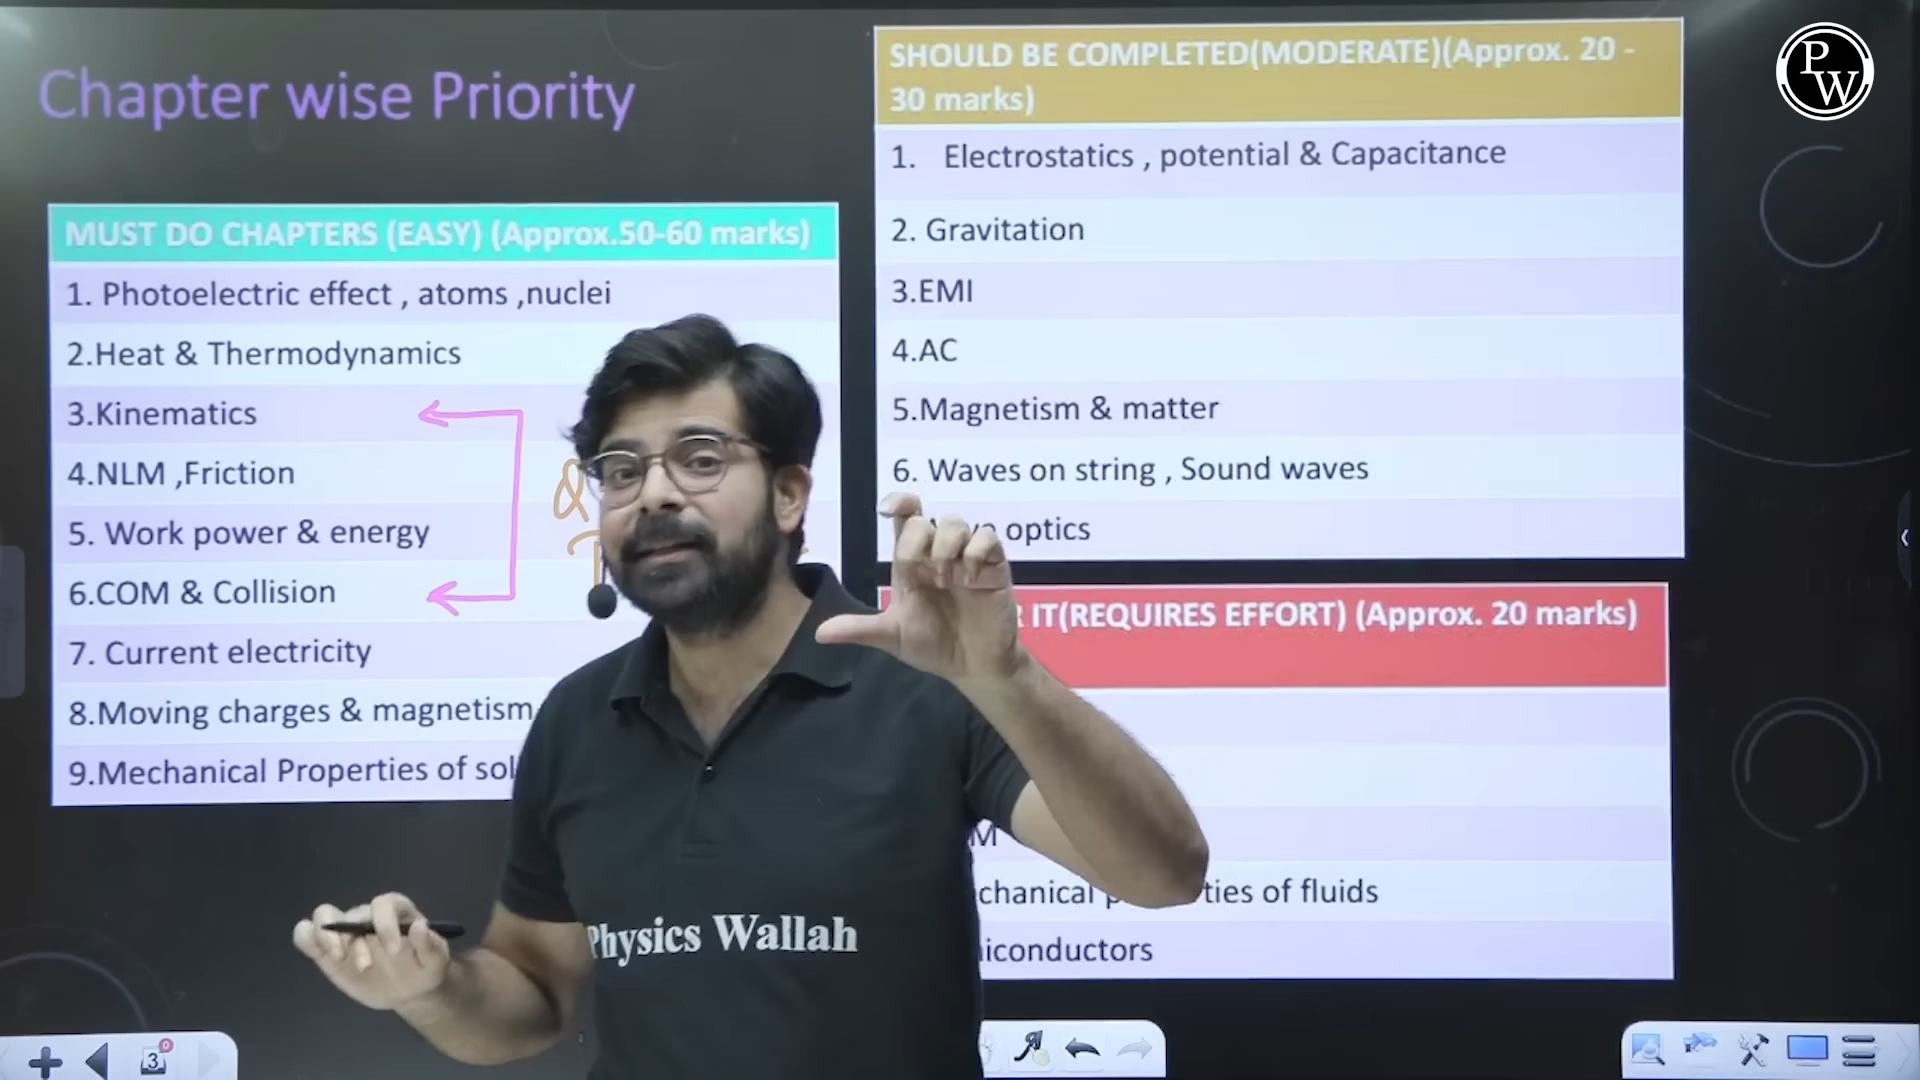 Chapter wise Priority
MUST DO CHAPTERS (EASY) (Approx.50-60 marks)
1. Photoelectric effect , atoms ,nuclei
2.Heat & Thermodynamics
3.Kinematics
4.NLM ,Friction
5. Work power & energy
6.COM & Collision
7. Current electricity
8.Moving charges & magnetism
9.Mechanical Properties of
SHOULD BE COMPLETED(MODERATE)(Approx. 20 -
30 marks)
1. Electrostatics , potential & Capacitance
2. Gravitation
3.EMI
4.AC
5.Magnetism & matter
6. Waves on string , Sound waves
optics
IT(REQUIRES EFFORT) (Approx. 20 marks)
of fluids
PW
Physics Wallah
3
0